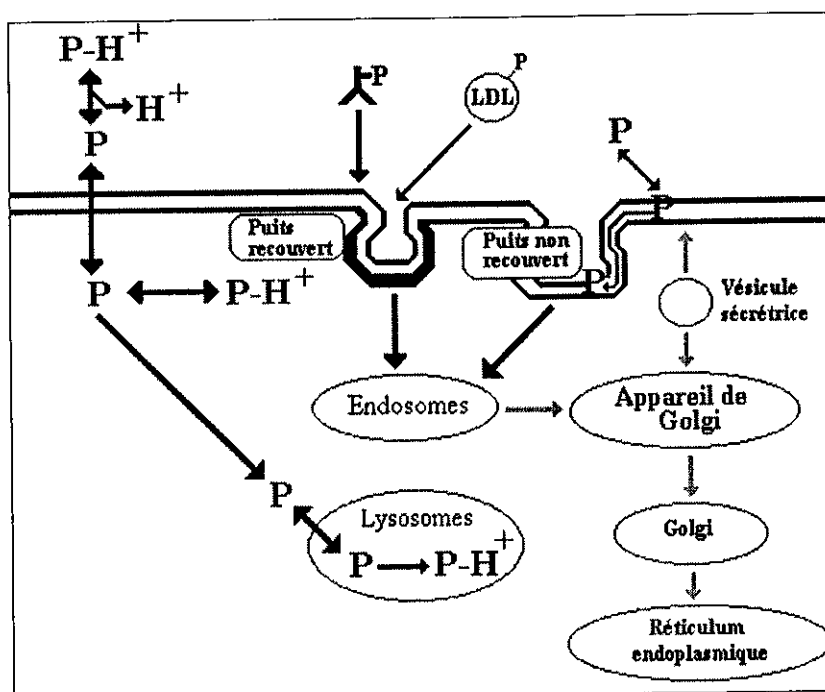 P-H+
H+
P
P
LDL
P
P
P
Puits
recouvert
Puits non
recouvert
P
P
P-H+
Vésicule
sécrétrice
Endosomes
Appareil de
Golgi
P
Lysosomes
P
P-H+
Golgi
Réticulum
endoplasmique